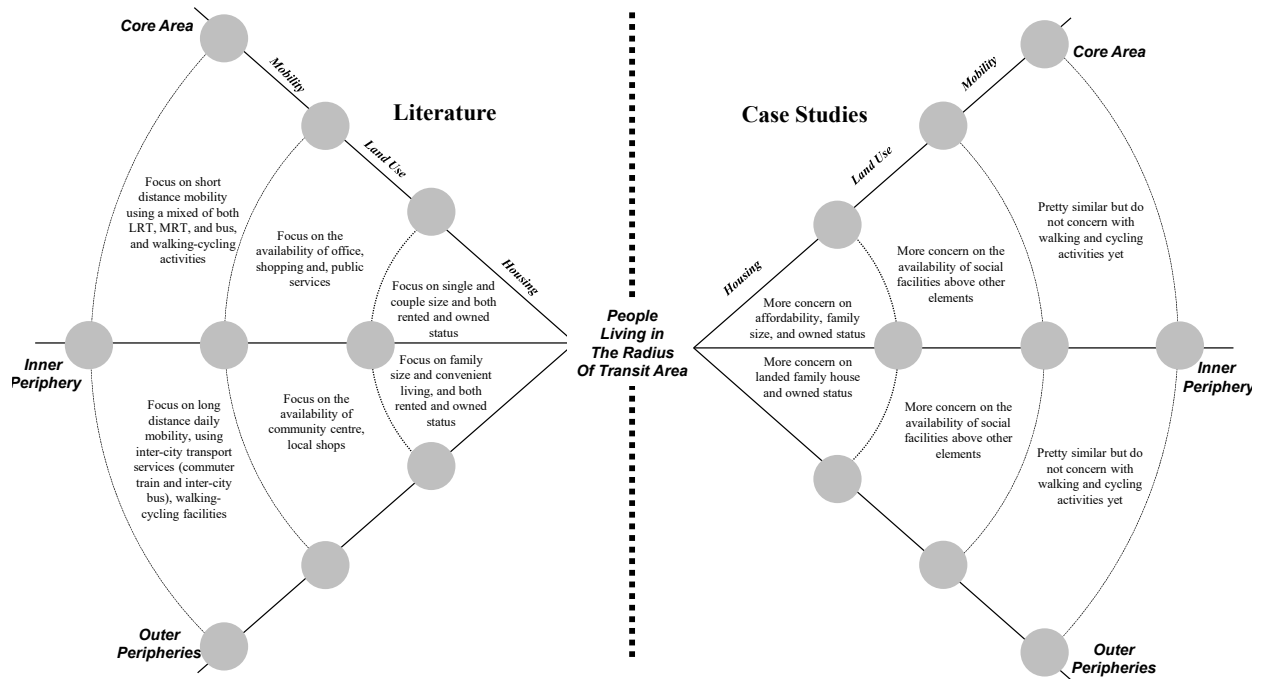 Core Area
Mobility
Literature
Land Use
Focus on short
distance mobility
using a mixed of both
LRT, MRT, and bus,
and walking-cycling
activities
Focus on the
availability of office,
shopping and, public
services
Housing
Focus on single and
couple size and both
rented and owned
status
Inner
Periphery
Focus on family
size and convenient
living, and both
rented and owned
status
Focus on the
availability of
community centre,
local shops
Focus on long
distance daily
mobility, using
inter-city transport
services (commuter
train and inter-city
bus), walking-
cycling facilities
Outer
Peripheries
People
Living in
The Radius
Of Transit Area
Core Area
Mobility
Case Studies
Land Use
Housing
Pretty similar but do
not concern with
walking and cycling
activities yet
More concern on the
availability of social
facilities above other
elements
More concern on
affordability, family
size, and owned status
Inner
Periphery
More concern on
landed family house
and owned status
More concern on the
availability of social
facilities above other
elements
Pretty similar but do
not concern with
walking and cycling
activities yet
Outer
Peripheries